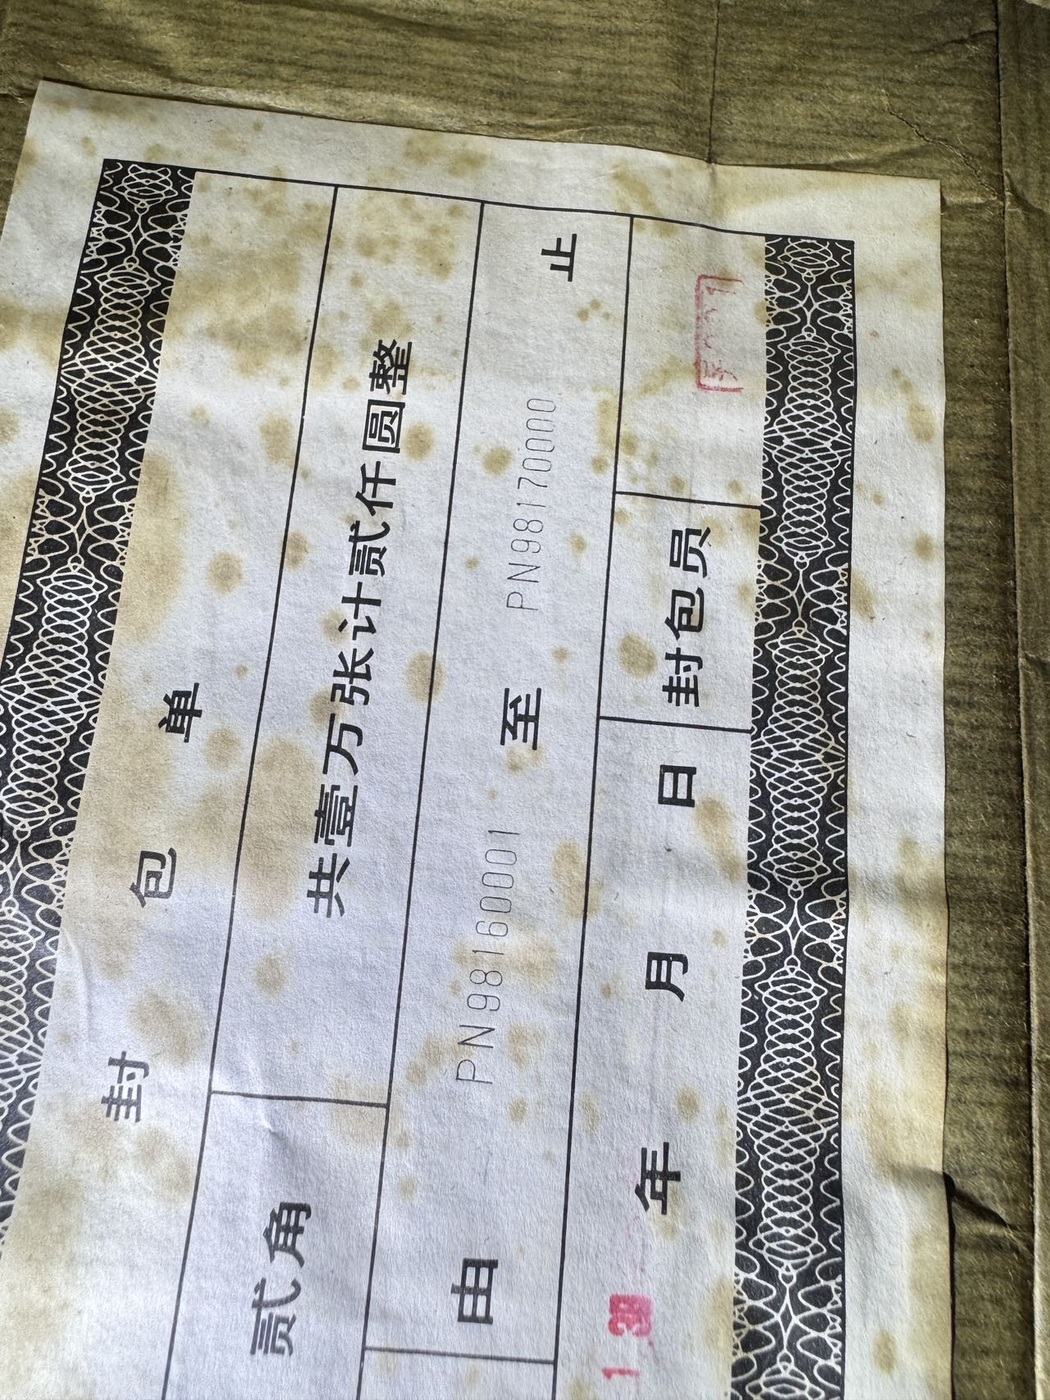 封包单
贰角 共壹万张计贰仟圆整
由 PN98160001 至 PN98170000 止
年 月 日 封包员